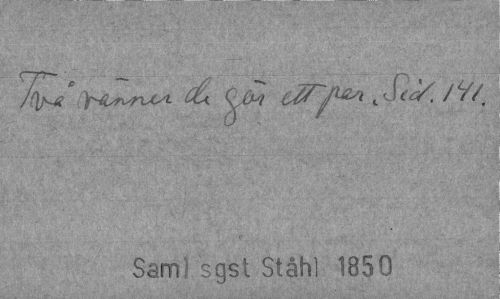 Två vänner de gör ett par. Sid. 141.
Saml sgst Ståhl 1850